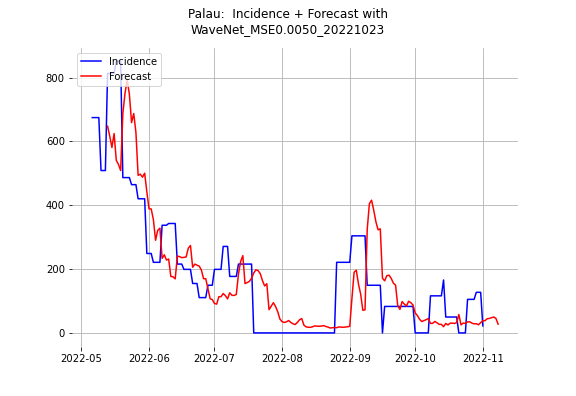 Palau:  Incidence + Forecast with
WaveNet_MSE0.0050_20221023
Incidence
Forecast
800
600
400
200
0
2022-05 2022-06 2022-07 2022-08 2022-09 2022-10 2022-11